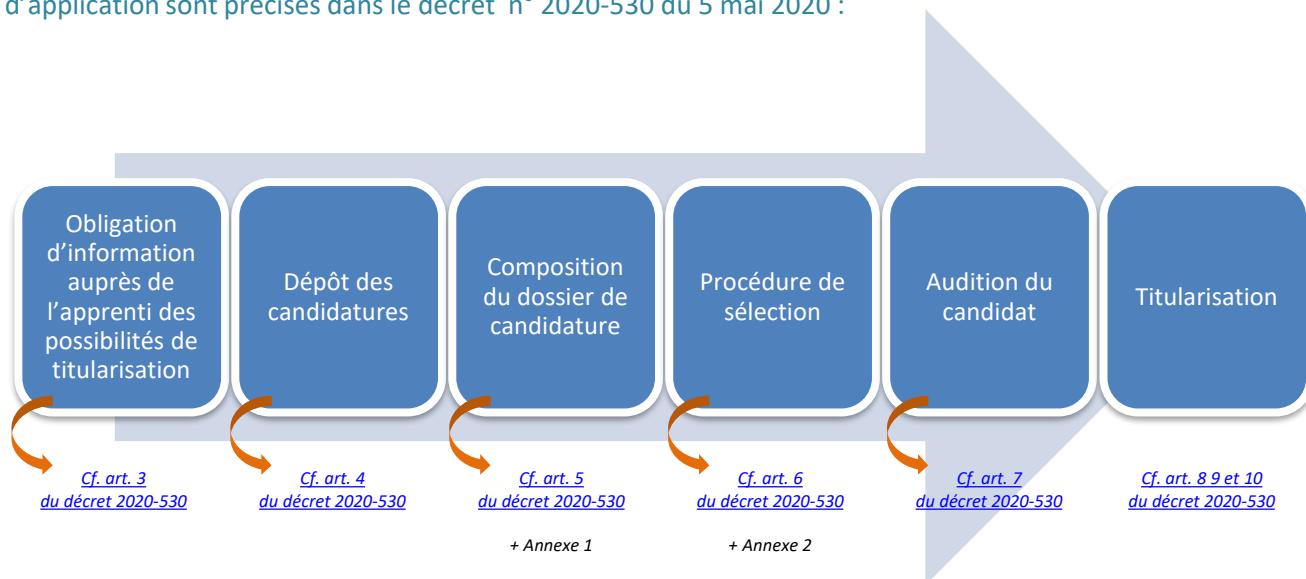 d'application sont précisés dans le décret n° 2020-530 du 5 mai 2020 :
Obligation
d'information
auprès de
l'apprenti des
possibilités de
titularisation
Dépôt des
candidatures
Composition
du dossier de
candidature
Procédure de
sélection
Audition du
candidat
Titularisation
Cf. art. 3
du décret 2020-530
Cf. art. 4
du décret 2020-530
Cf. art. 5
du décret 2020-530
+ Annexe 1
Cf. art. 6
du décret 2020-530
+ Annexe 2
Cf. art. 7
du décret 2020-530
Cf. art. 8 9 et 10
du décret 2020-530